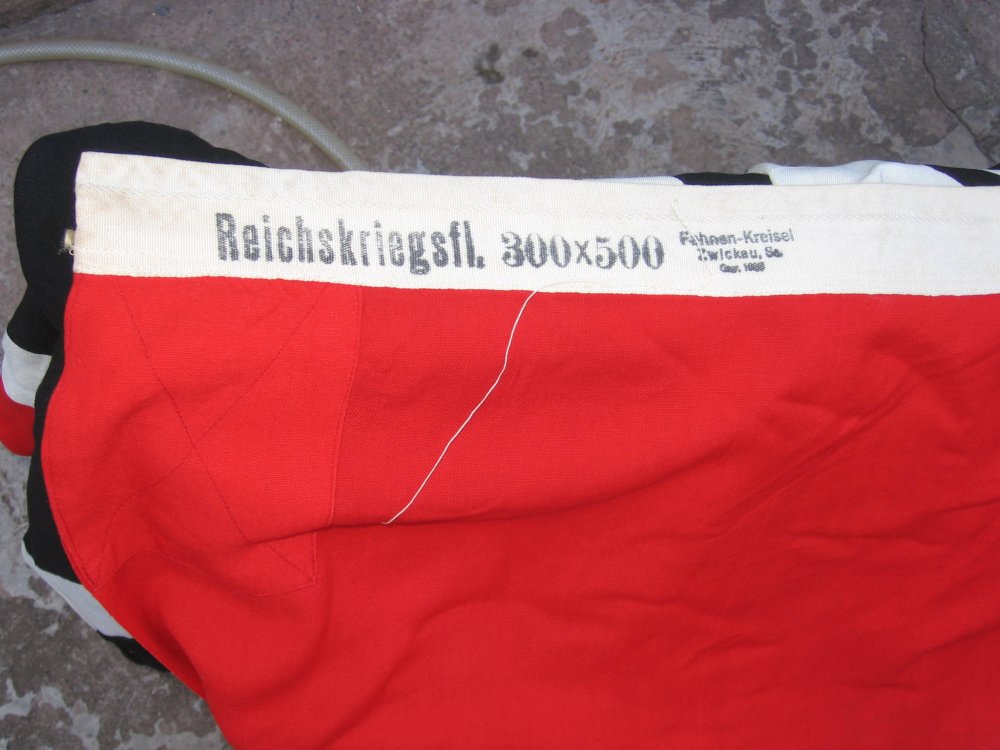 Reichskriegsfl. 300x500
Fahnen-Kreisel
Zwickau, Sa.